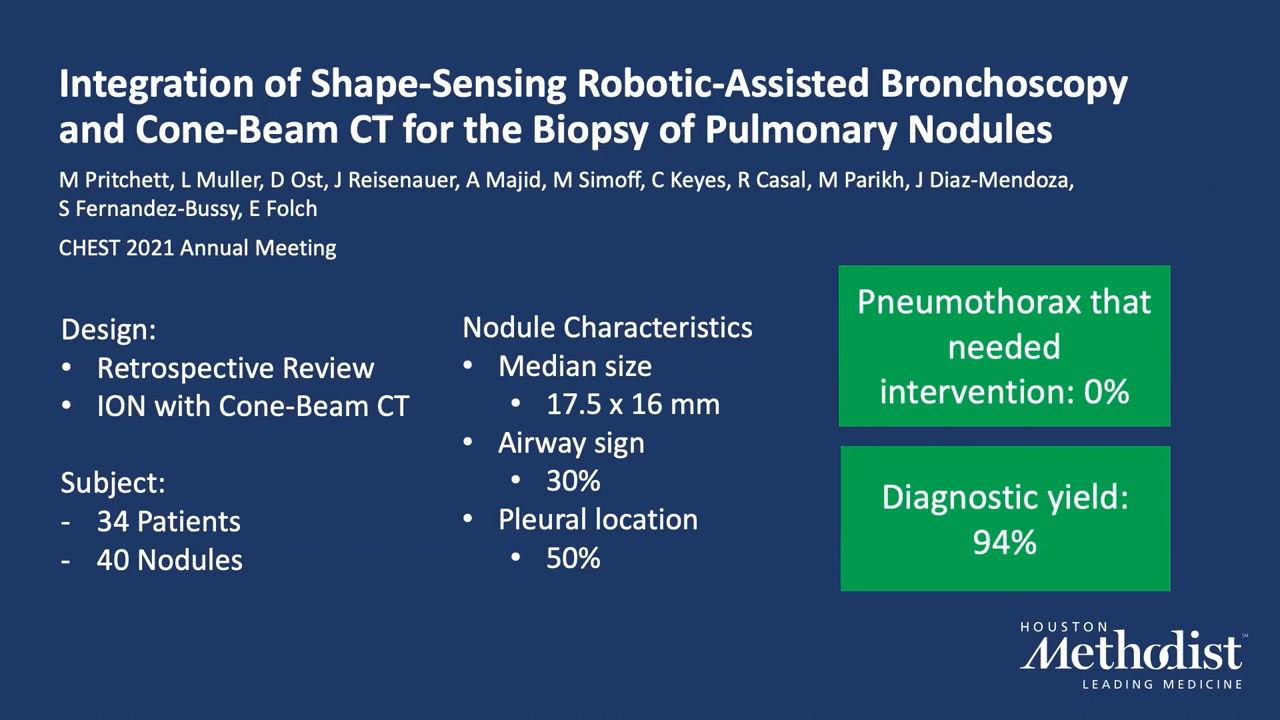 Integration of Shape-Sensing Robotic-Assisted Bronchoscopy
and Cone-Beam CT for the Biopsy of Pulmonary Nodules
M Pritchett, L Muller, D Ost, J Reisenauer, A Majid, M Simoff, C Keyes, R Casal, M Parikh, J Diaz-Mendoza,
S Fernandez-Bussy, E Folch
CHEST 2021 Annual Meeting
Design:
• Retrospective Review
• ION with Cone-Beam CT
Subject:
- 34 Patients
- 40 Nodules
Nodule Characteristics
• Median size
• 17.5 x 16 mm
• Airway sign
• 30%
• Pleural location
• 50%
Pneumothorax that
needed
intervention: 0%
Diagnostic yield:
94%
HOUSTON
Methodist℠
LEADING MEDICINE